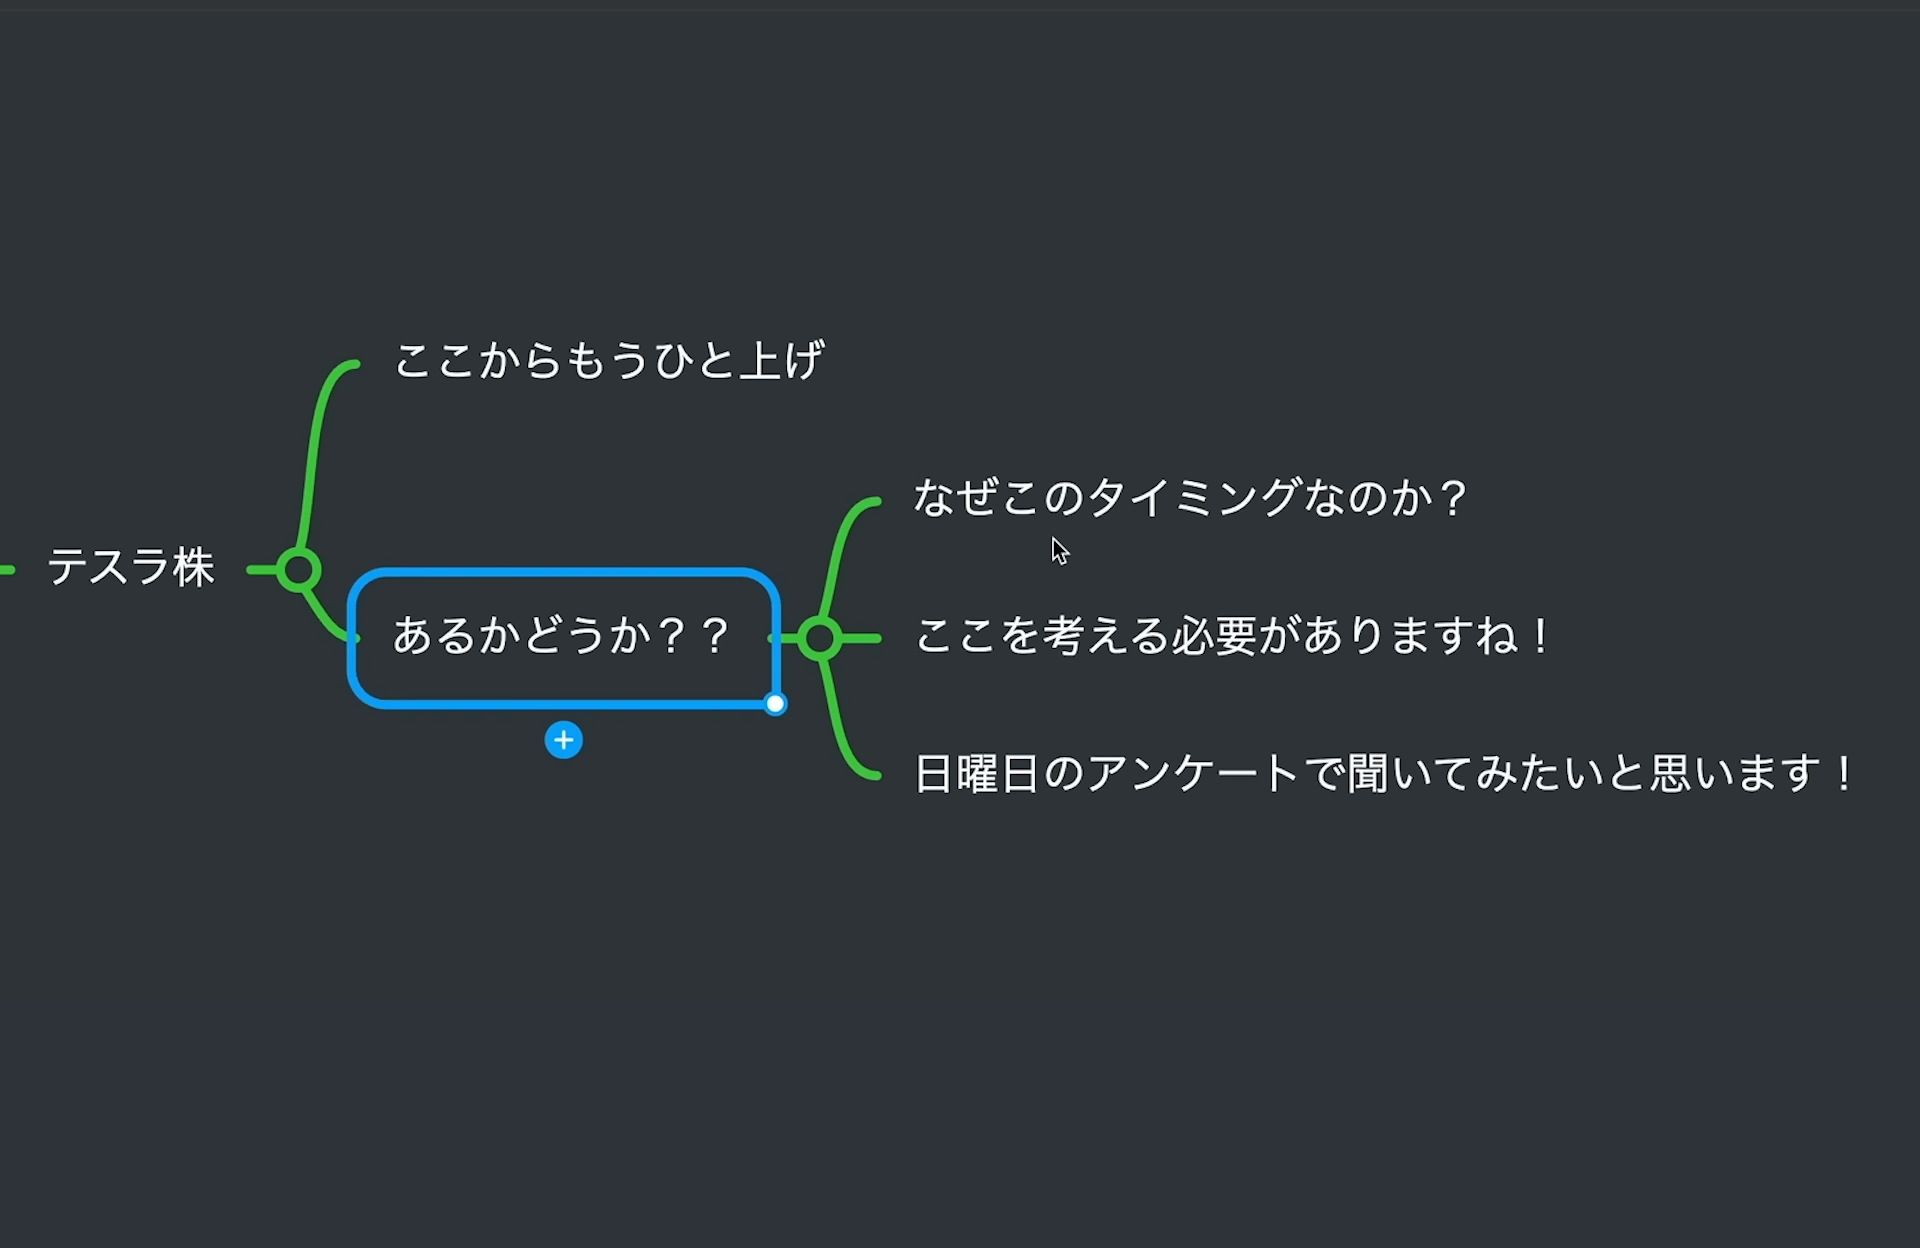 ここからもうひと上げ
なぜこのタイミングなのか？
テスラ株
あるかどうか？？
ここを考える必要がありますね！
日曜日のアンケートで聞いてみたいと思います！